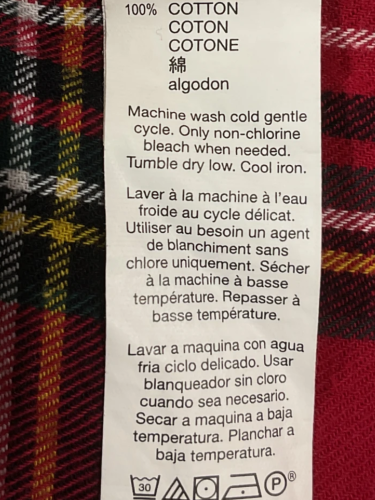 100% COTTON
COTON
COTONE
綿
algodon
Machine wash cold gentle
cycle. Only non-chlorine
bleach when needed.
Tumble dry low. Cool iron.
Laver à la machine à l'eau
froide au cycle délicat.
Utiliser au besoin un agent
de blanchiment sans
chlore uniquement. Sécher
à la machine à basse
température. Repasser à
basse température.
Lavar a maquina con agua
fria ciclo delicado. Usar
blanqueador sin cloro
cuando sea necesario.
Secar a maquina a baja
temperatura. Planchar a
baja temperatura.
30 P®